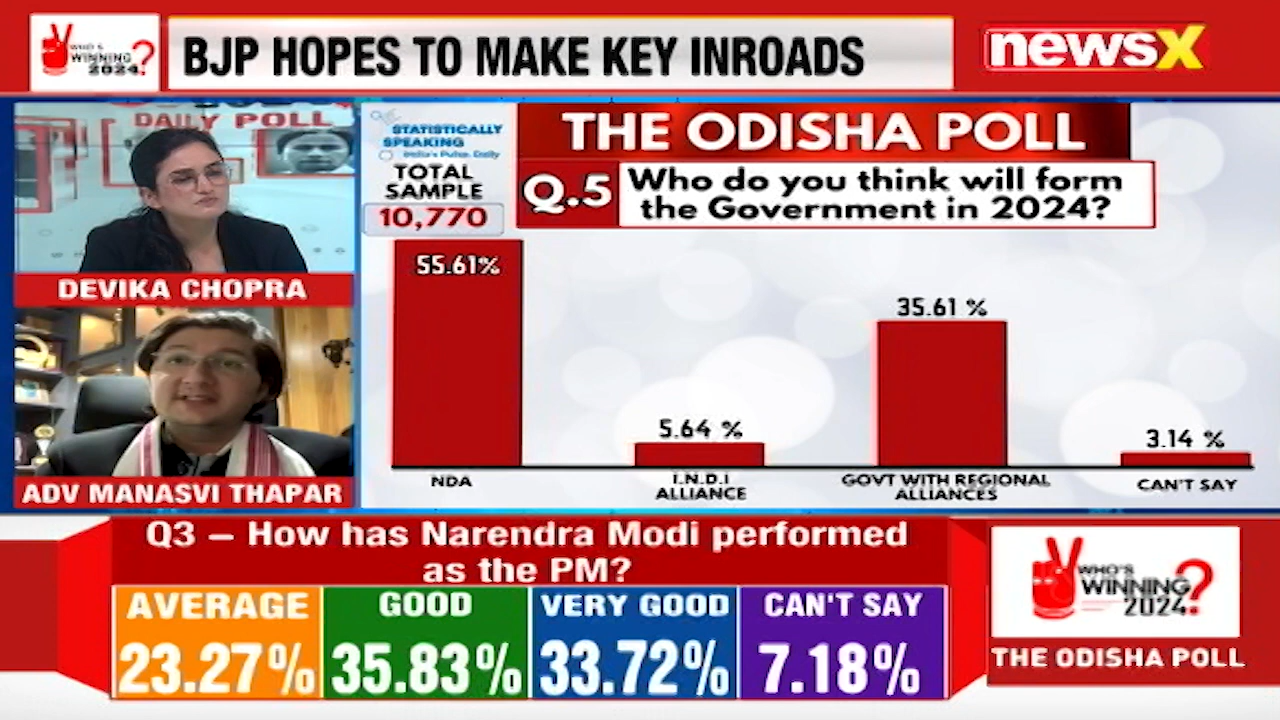 WHO'S
WINNING
2024?
BJP HOPES TO MAKE KEY INROADS
newsX
DAILY POLL
STATISTICALLY
SPEAKING
India's Pulse, Daily
TOTAL
SAMPLE
10,770
THE ODISHA POLL
Q.5
Who do you think will form
the Government in 2024?
DEVIKA CHOPRA
ADV MANASVI THAPAR
55.61%
5.64 %
35.61 %
3.14 %
NDA
I.N.D.I
ALLIANCE
GOVT WITH REGIONAL
ALLIANCES
CAN'T SAY
Q3 – How has Narendra Modi performed
as the PM?
AVERAGE
23.27%
GOOD
35.83%
VERY GOOD
33.72%
CAN'T SAY
7.18%
WHO'S
WINNING
2024?
THE ODISHA POLL